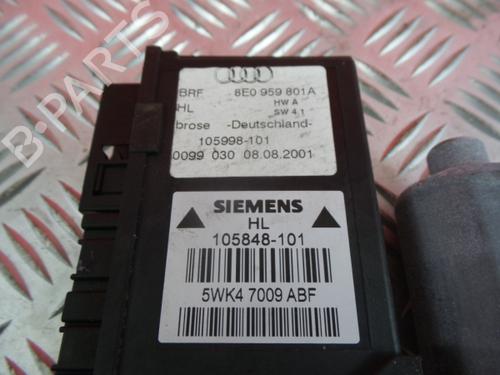 BRF 8E0 959 801A
HL HW A
SW 4.1
brose -Deutschland-
105998-101
0099 030 08.08.2001
SIEMENS
HL
105848-101
5WK4 7009 ABF
B-PARTS